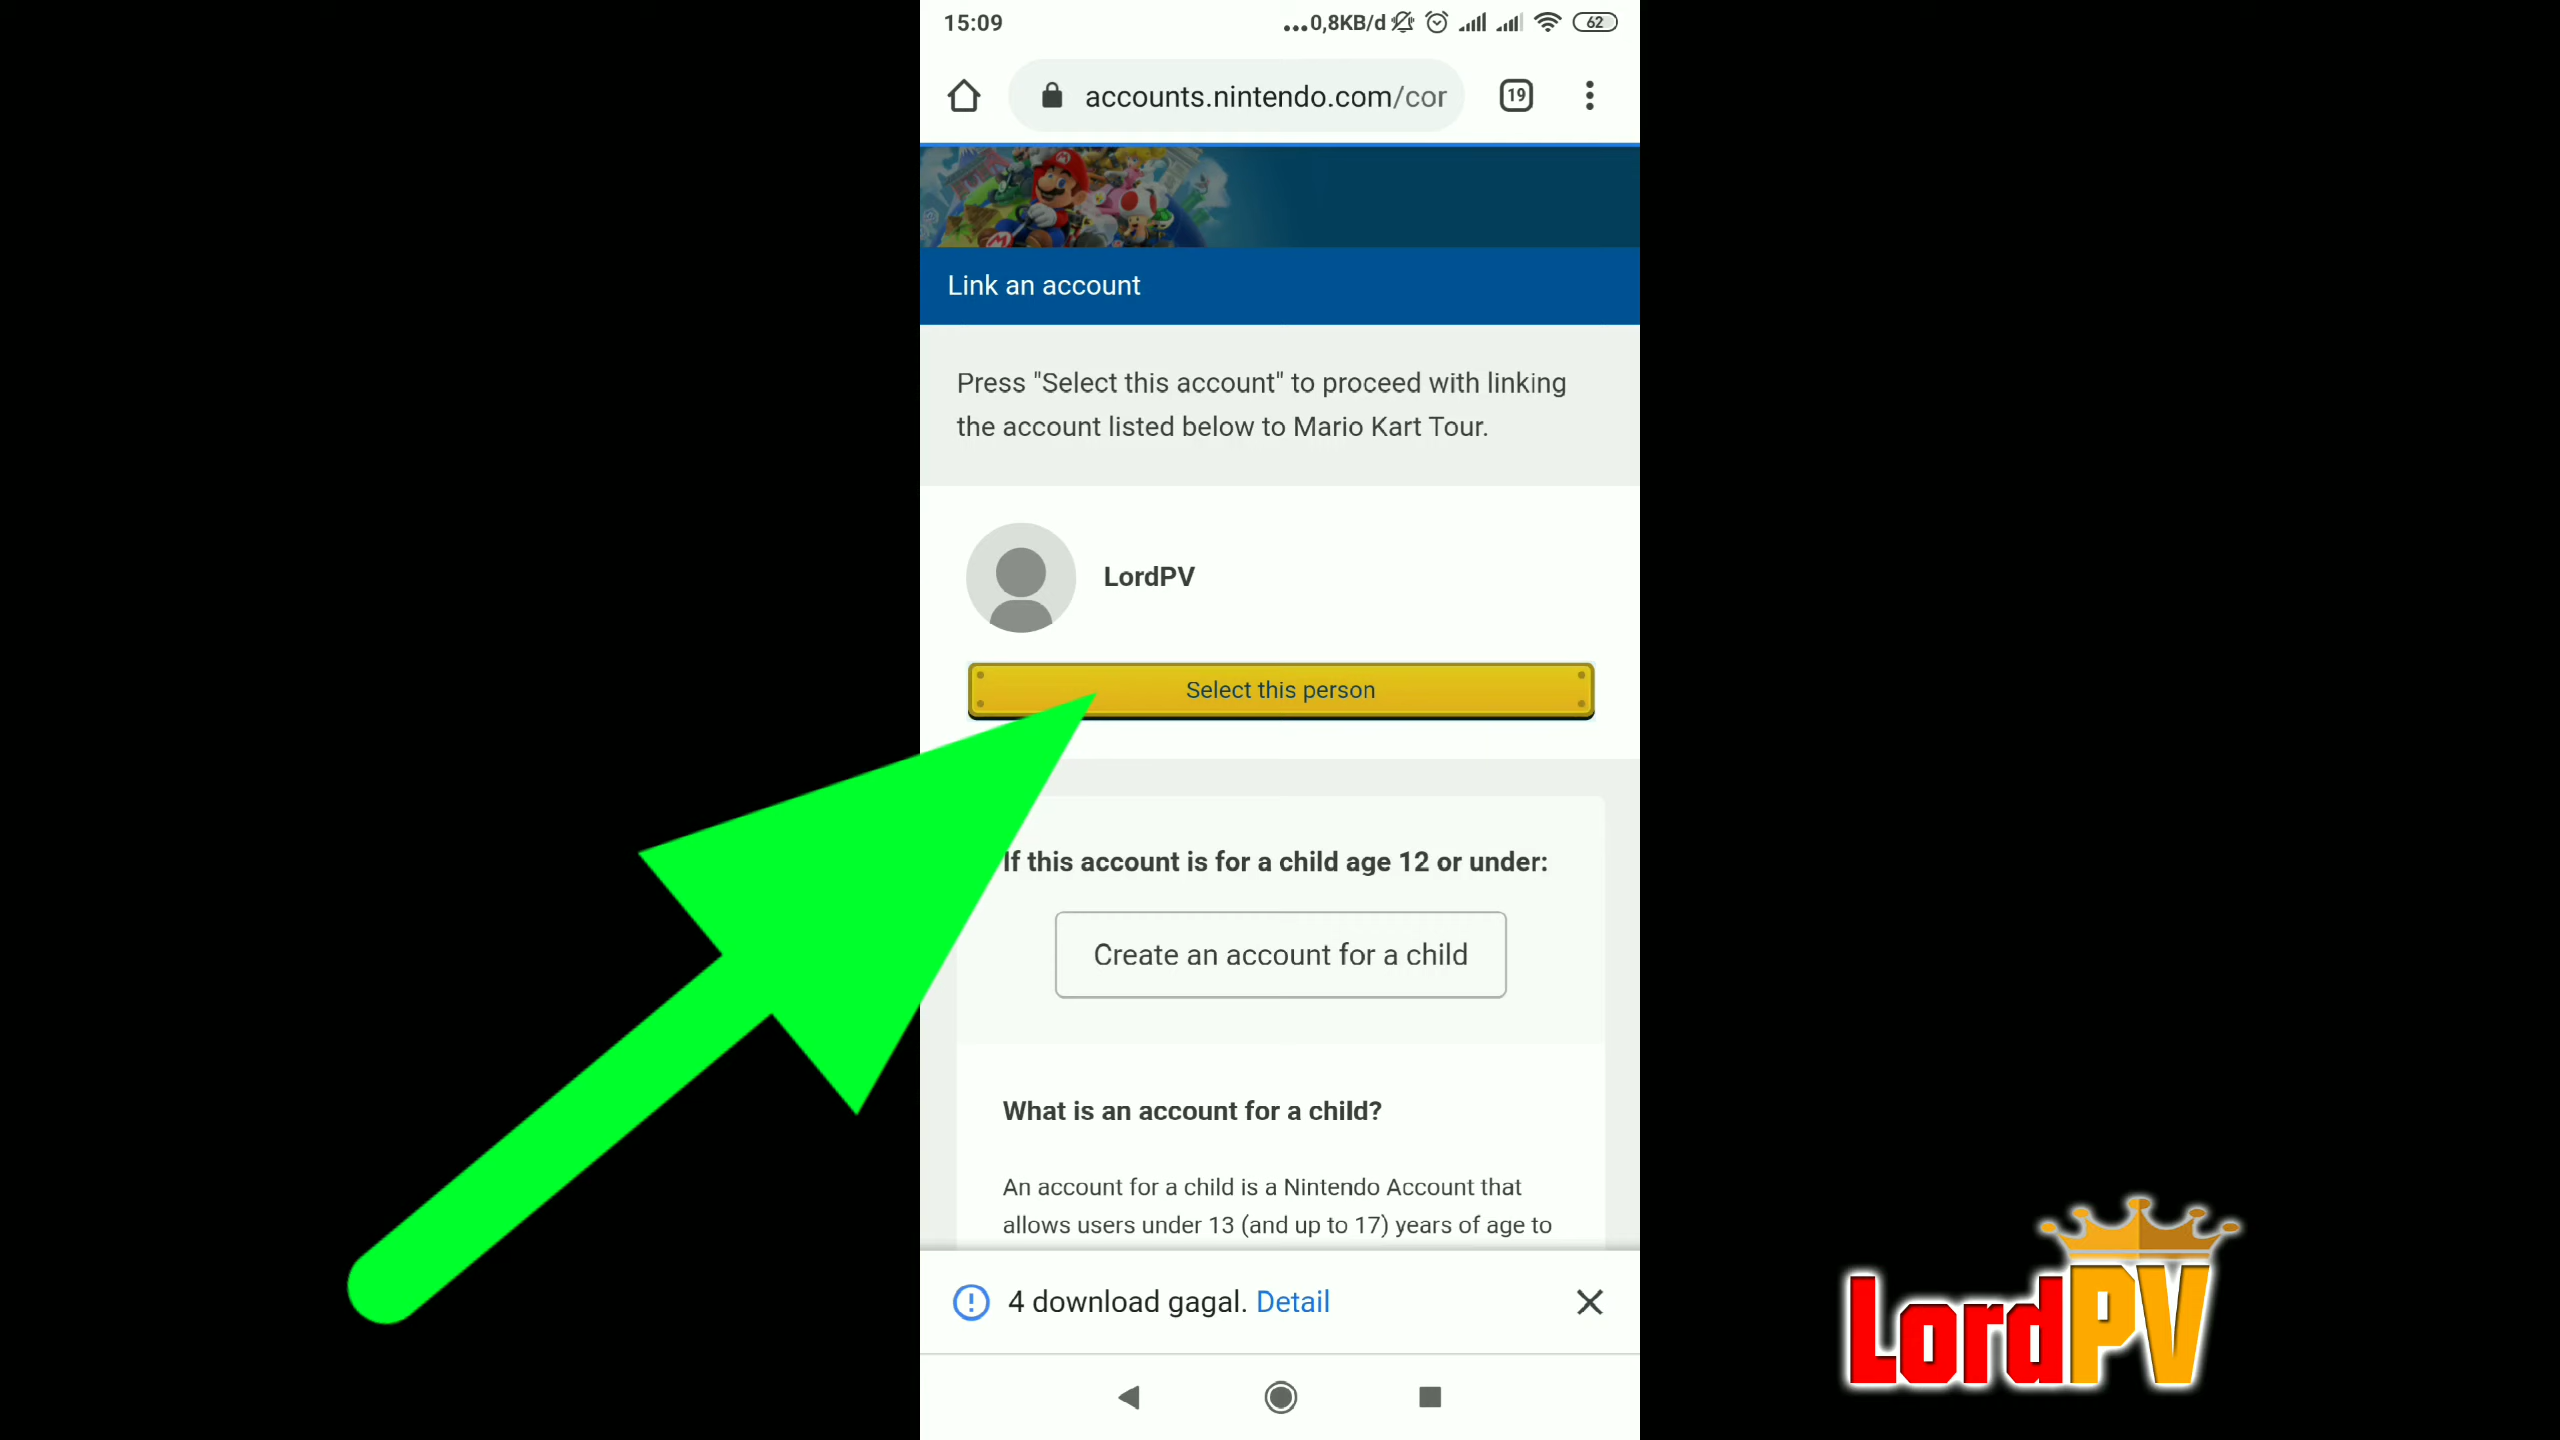 15:09
...0,8KB/d
62
accounts.nintendo.com/cor
19
Link an account
Press "Select this account" to proceed with linking
the account listed below to Mario Kart Tour.
LordPV
Select this person
If this account is for a child age 12 or under:
Create an account for a child
What is an account for a child?
An account for a child is a Nintendo Account that
allows users under 13 (and up to 17) years of age to
4 download gagal. Detail
LordPV